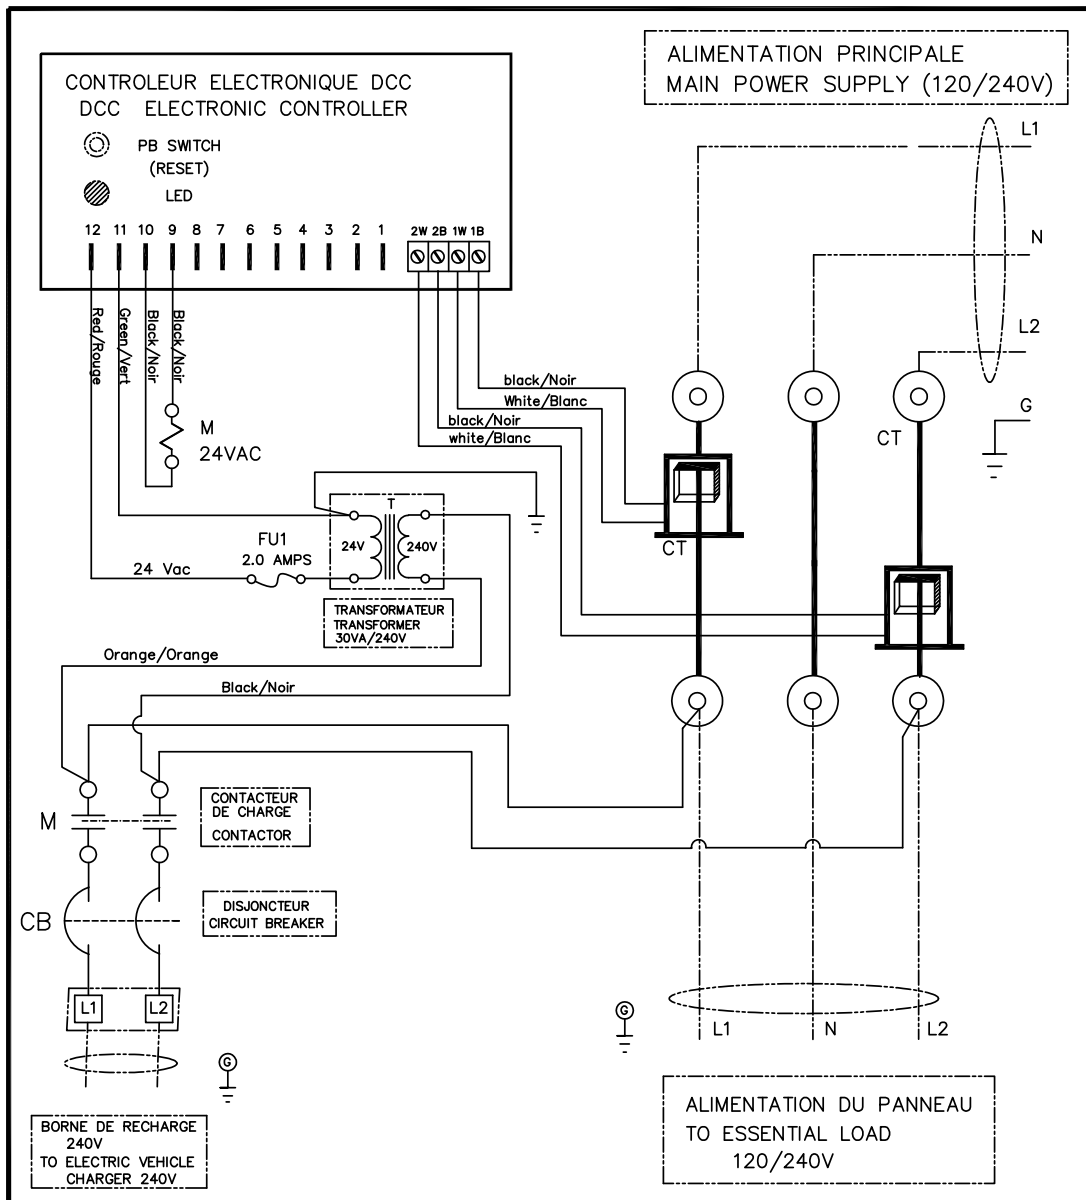 CONTROLEUR ELECTRONIQUE DCC
DCC ELECTRONIC CONTROLLER
PB SWITCH
(RESET)
LED
12 11 10 9 8 7 6 5 4 3 2 1
2W 2B 1W 1B
ALIMENTATION PRINCIPALE
MAIN POWER SUPPLY (120/240V)
L1
N
L2
G
Red/Rouge
Green/Vert
Black/Noir
Black/Noir
black/Noir
White/Blanc
black/Noir
white/Blanc
M
24VAC
CT
CT
T
24V
240V
FU1
2.0 AMPS
24 Vac
TRANSFORMATEUR
TRANSFORMER
30VA/240V
Orange/Orange
Black/Noir
M
CONTACTEUR
DE CHARGE
CONTACTOR
CB
DISJONCTEUR
CIRCUIT BREAKER
L1
L2
G
G
L1
N
L2
BORNE DE RECHARGE
240V
TO ELECTRIC VEHICLE
CHARGER 240V
ALIMENTATION DU PANNEAU
TO ESSENTIAL LOAD
120/240V